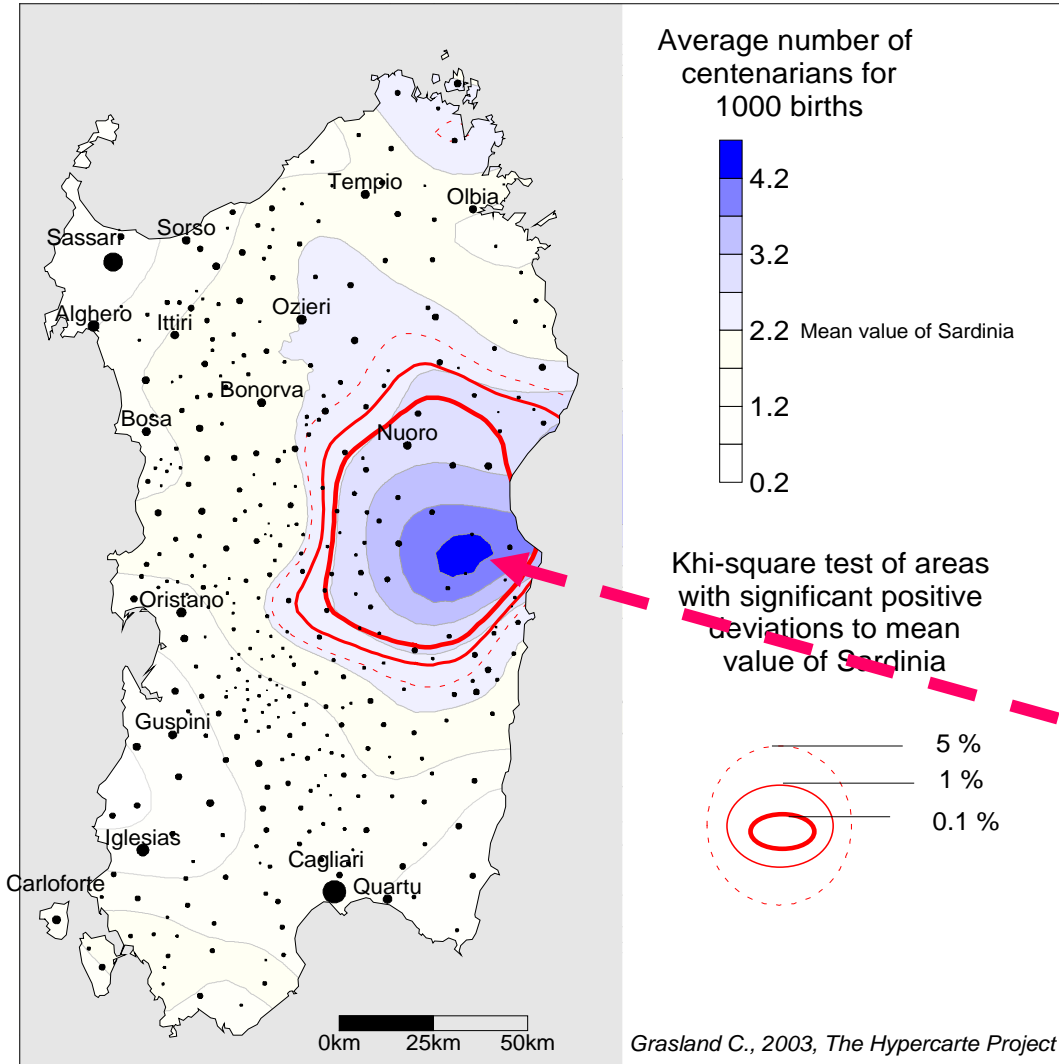 Average number of
centenarians for
1000 births
4.2
3.2
2.2 Mean value of Sardinia
1.2
0.2
Tempio
Olbia
Sorso
Sassari
Ozieri
Alghero
Ittiri
Bonorva
Bosa
Nuoro
Khi-square test of areas
with significant positive
deviations to mean
value of Sardinia
Oristano
Guspini
5 %
1 %
0.1 %
Iglesias
Cagliari
Carloforte
Quartu
0km 25km 50km
Grasland C., 2003, The Hypercarte Project